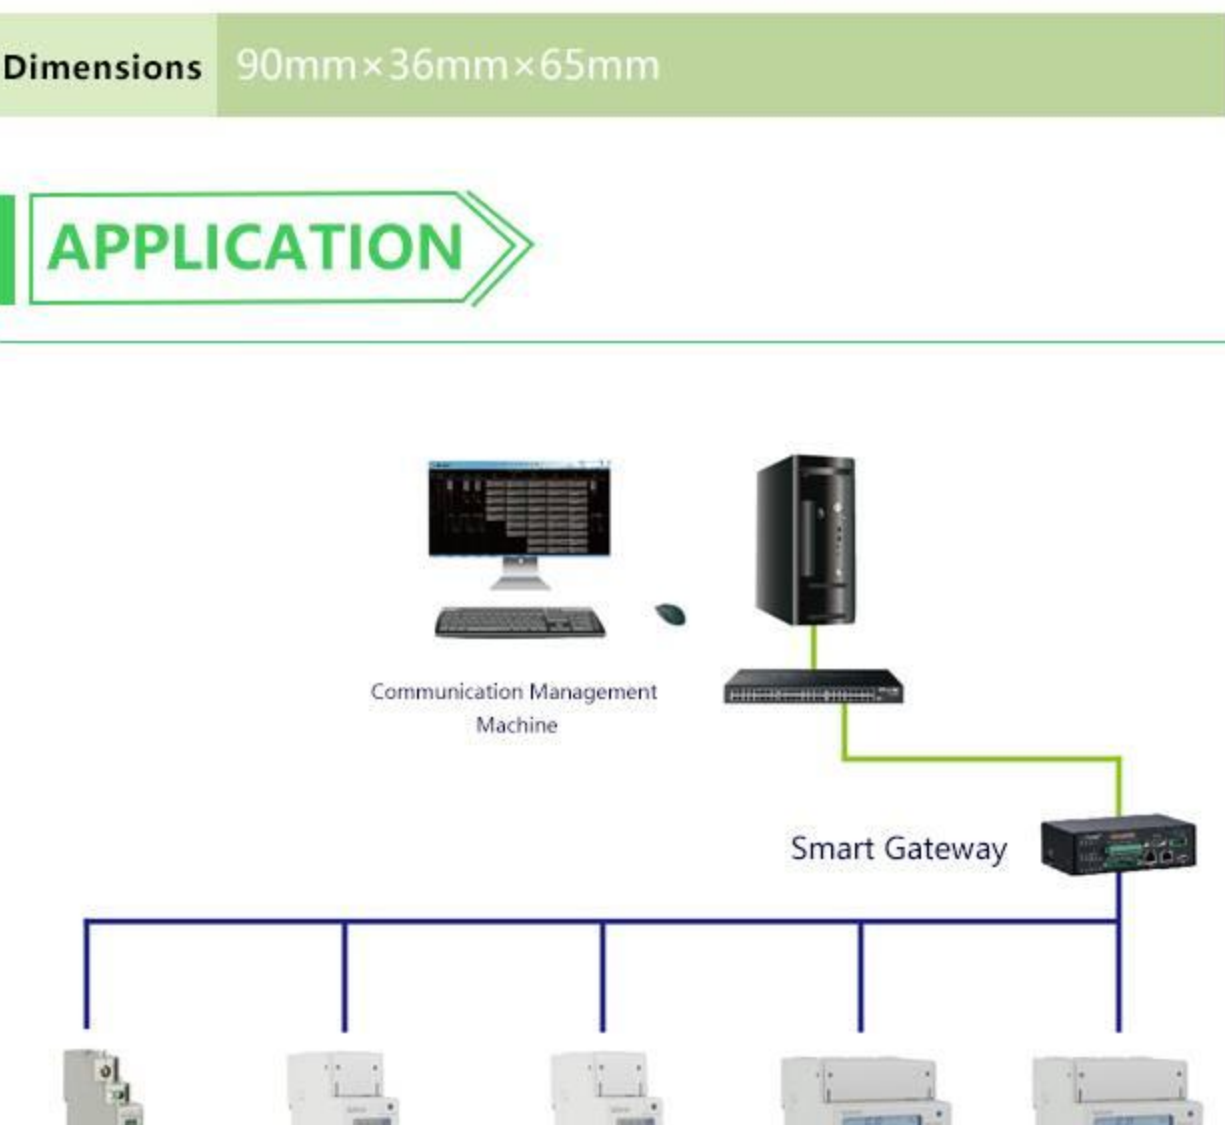 Dimensions 90mm×36mm×65mm
APPLICATION
Communication Management
Machine
Smart Gateway